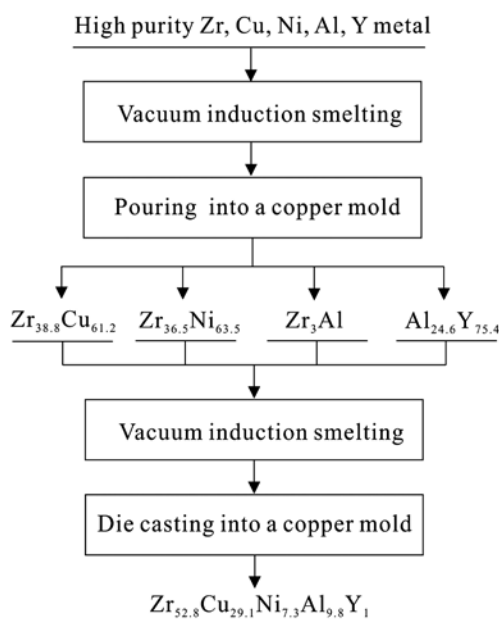 High purity Zr, Cu, Ni, Al, Y metal
Vacuum induction smelting
Pouring into a copper mold
Zr₃₈.₈Cu₆₁.₂ Zr₃₆.₅Ni₆₃.₅ Zr₃Al Al₂₄.₆Y₇₅.₄
Vacuum induction smelting
Die casting into a copper mold
Zr₅₂.₈Cu₂₉.₁Ni₇.₃Al₉.₈Y₁